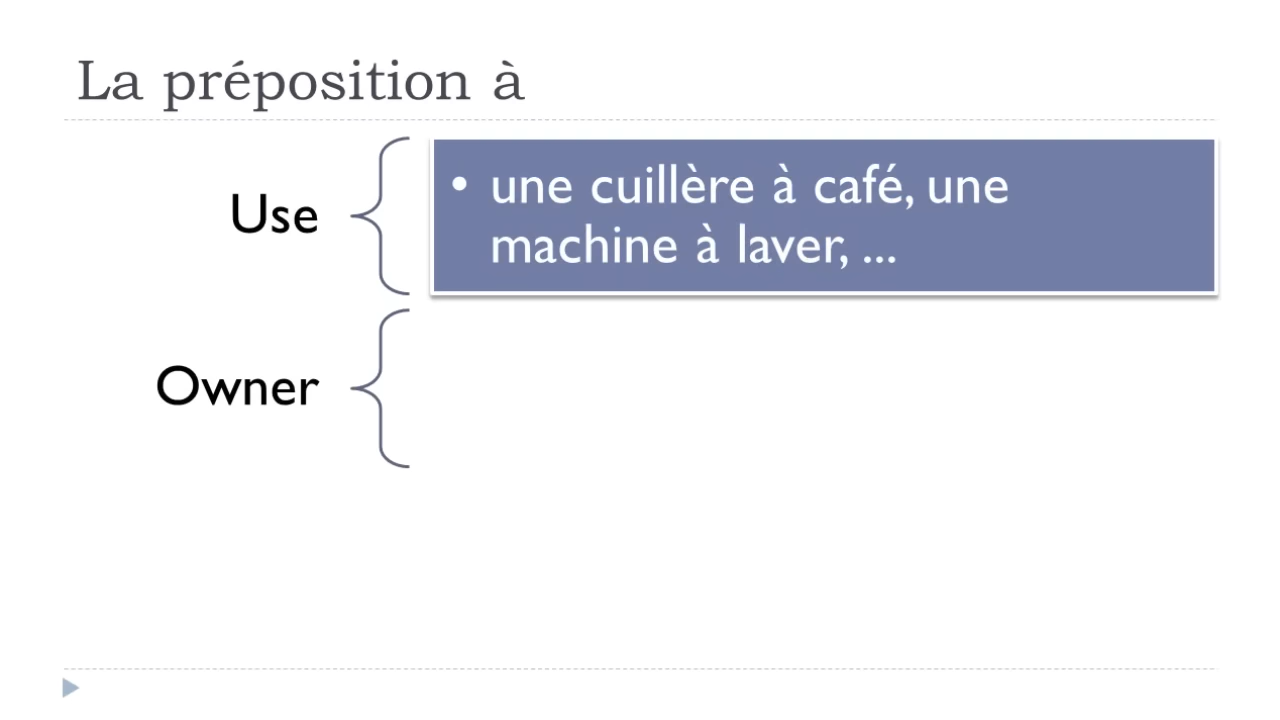 La préposition à
Use
• une cuillère à café, une
machine à laver, ...
Owner